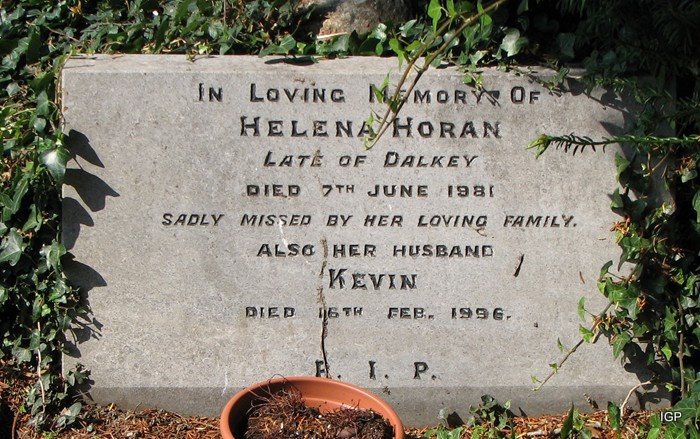 In Loving Memory Of
Helena Horan
Late of Dalkey
Died 7th June 1981
Sadly missed by her loving family.
Also her husband
Kevin
Died 16th Feb. 1996.
R. I. P.
IGP